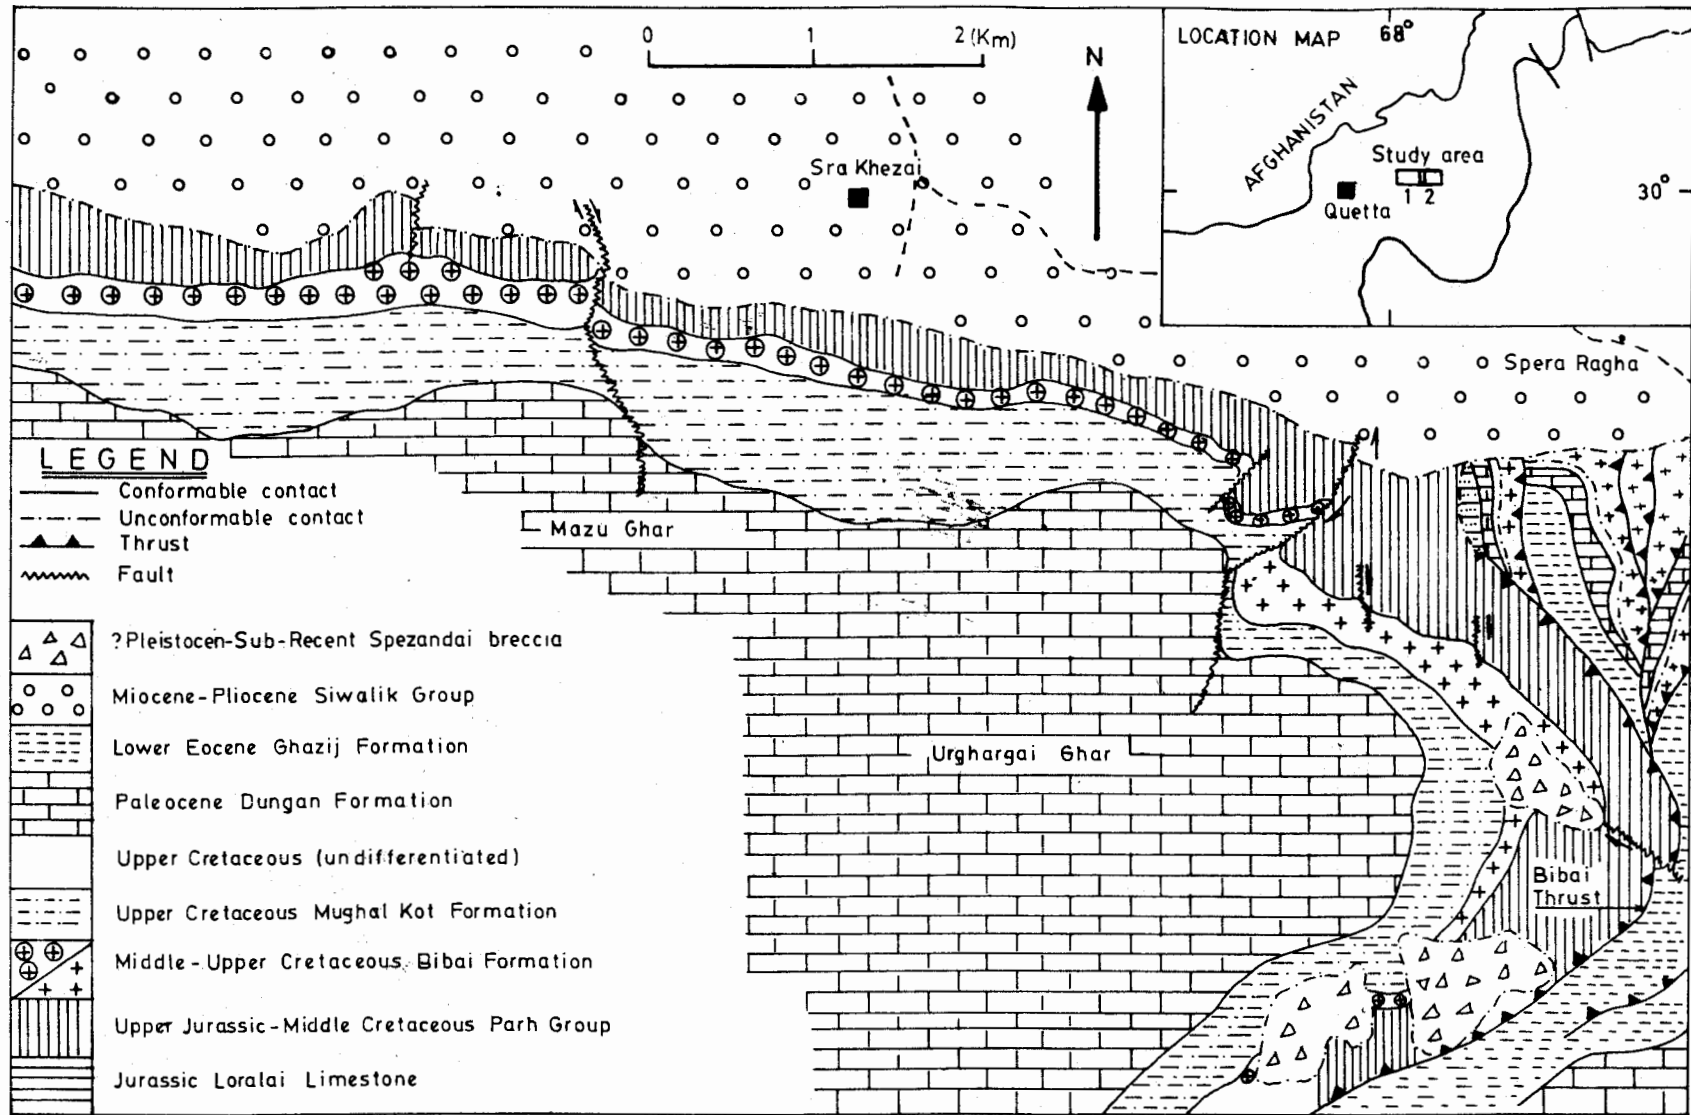 0 1 2 (Km)
N
LOCATION MAP
68°
AFGHANISTAN
Study area
1 2
Quetta
30°
Sra Khezai
Spera Ragha
LEGEND
Conformable contact
Unconformable contact
Thrust
Fault
Mazu Ghar
?Pleistocen-Sub-Recent Spezandai breccia
Miocene-Pliocene Siwalik Group
Lower Eocene Ghazij Formation
Urghargai Ghar
Paleocene Dungan Formation
Upper Cretaceous (undifferentiated)
Bibai
Thrust
Upper Cretaceous Mughal Kot Formation
Middle-Upper Cretaceous Bibai Formation
Upper Jurassic-Middle Cretaceous Parh Group
Jurassic Loralai Limestone